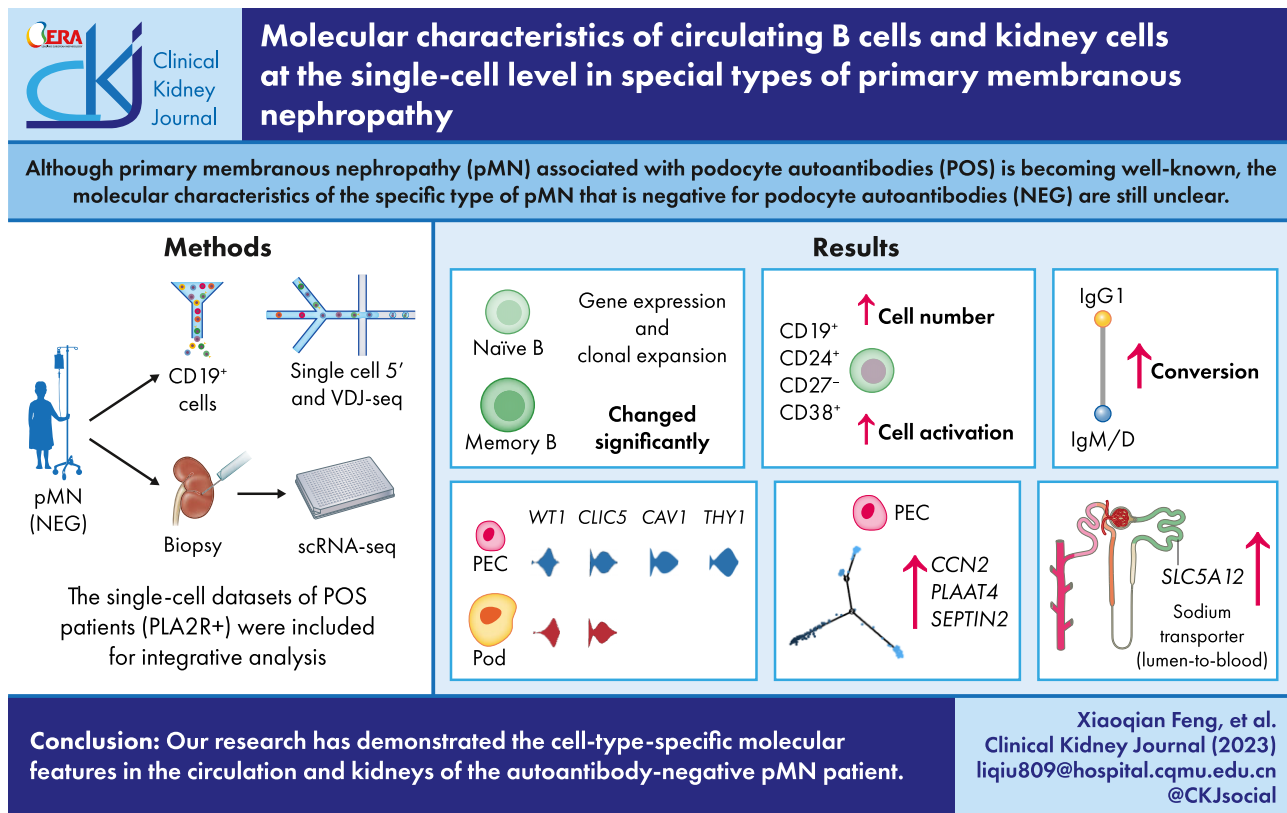 ERA
CKJ
Clinical
Kidney
Journal
Molecular characteristics of circulating B cells and kidney cells
at the single-cell level in special types of primary membranous
nephropathy
Although primary membranous nephropathy (pMN) associated with podocyte autoantibodies (POS) is becoming well-known, the
molecular characteristics of the specific type of pMN that is negative for podocyte autoantibodies (NEG) are still unclear.
Methods
pMN
(NEG)
CD19⁺
cells
Single cell 5’
and VDJ-seq
Biopsy
scRNA-seq
The single-cell datasets of POS
patients (PLA2R+) were included
for integrative analysis
Results
Naïve B
Memory B
Gene expression
and
clonal expansion
Changed
significantly
CD19⁺
CD24⁺
CD27⁻
CD38⁺
Cell number
Cell activation
IgG1
Conversion
IgM/D
WT1 CLIC5 CAV1 THY1
PEC
Pod
PEC
CCN2
PLAAT4
SEPTIN2
SLC5A12
Sodium
transporter
(lumen-to-blood)
Conclusion: Our research has demonstrated the cell-type-specific molecular
features in the circulation and kidneys of the autoantibody-negative pMN patient.
Xiaoqian Feng, et al.
Clinical Kidney Journal (2023)
liqiu809@hospital.cqmu.edu.cn
@CKJsocial